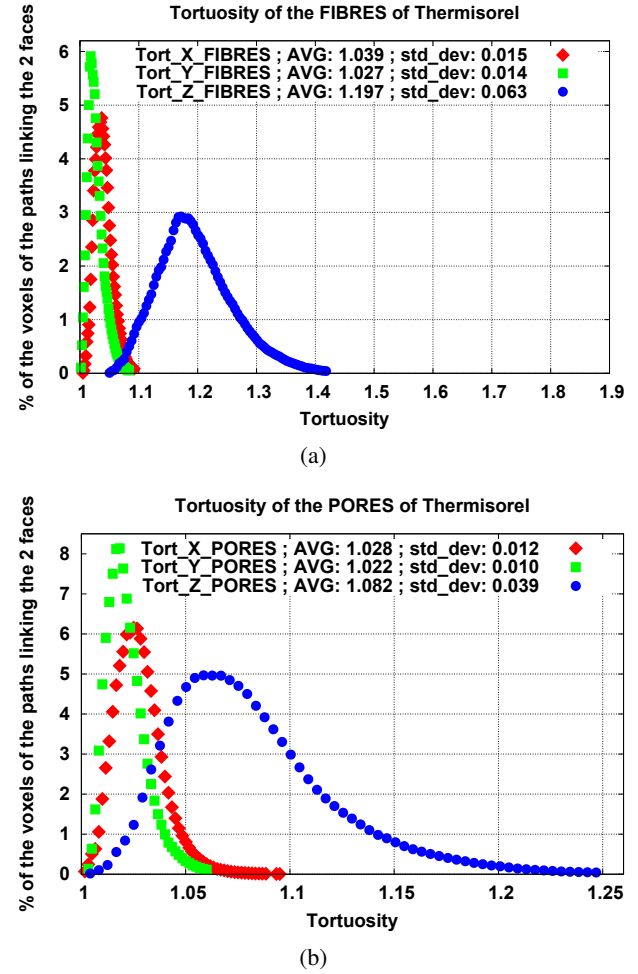 Tortuosity of the FIBRES of Thermisorel
% of the voxels of the paths linking the 2 faces
6
5
4
3
2
1
0
Tort_X_FIBRES ; AVG: 1.039 ; std_dev: 0.015
Tort_Y_FIBRES ; AVG: 1.027 ; std_dev: 0.014
Tort_Z_FIBRES ; AVG: 1.197 ; std_dev: 0.063
1 1.1 1.2 1.3 1.4 1.5 1.6 1.7 1.8 1.9
Tortuosity
(a)
Tortuosity of the PORES of Thermisorel
% of the voxels of the paths linking the 2 faces
8
7
6
5
4
3
2
1
0
Tort_X_PORES ; AVG: 1.028 ; std_dev: 0.012
Tort_Y_PORES ; AVG: 1.022 ; std_dev: 0.010
Tort_Z_PORES ; AVG: 1.082 ; std_dev: 0.039
1 1.05 1.1 1.15 1.2 1.25
Tortuosity
(b)